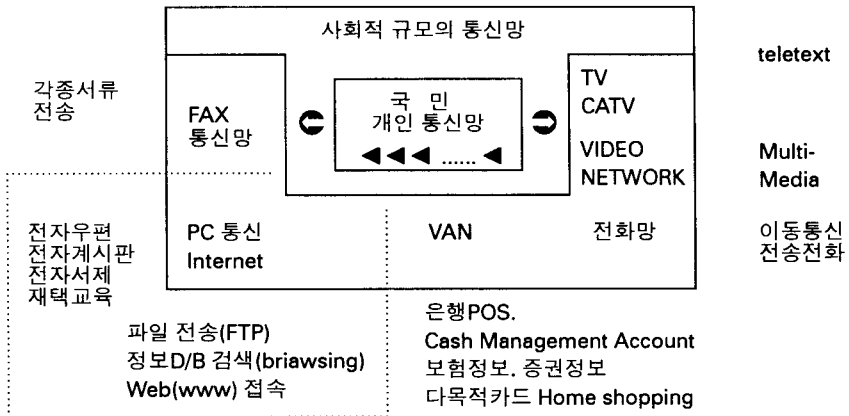 사회적 규모의 통신망
teletext
각종서류
전송
FAX
통신망
국 민
개인 통신망
...... 
TV
CATV
VIDEO
NETWORK
Multi-
Media
전자우편
전자계시판
전자서제
재택교육
PC 통신
Internet
VAN
전화망
이동통신
전송전화
파일 전송(FTP)
정보D/B 검색(briawsing)
Web(www) 접속
은행POS.
Cash Management Account
보험정보. 증권정보
다목적카드 Home shopping